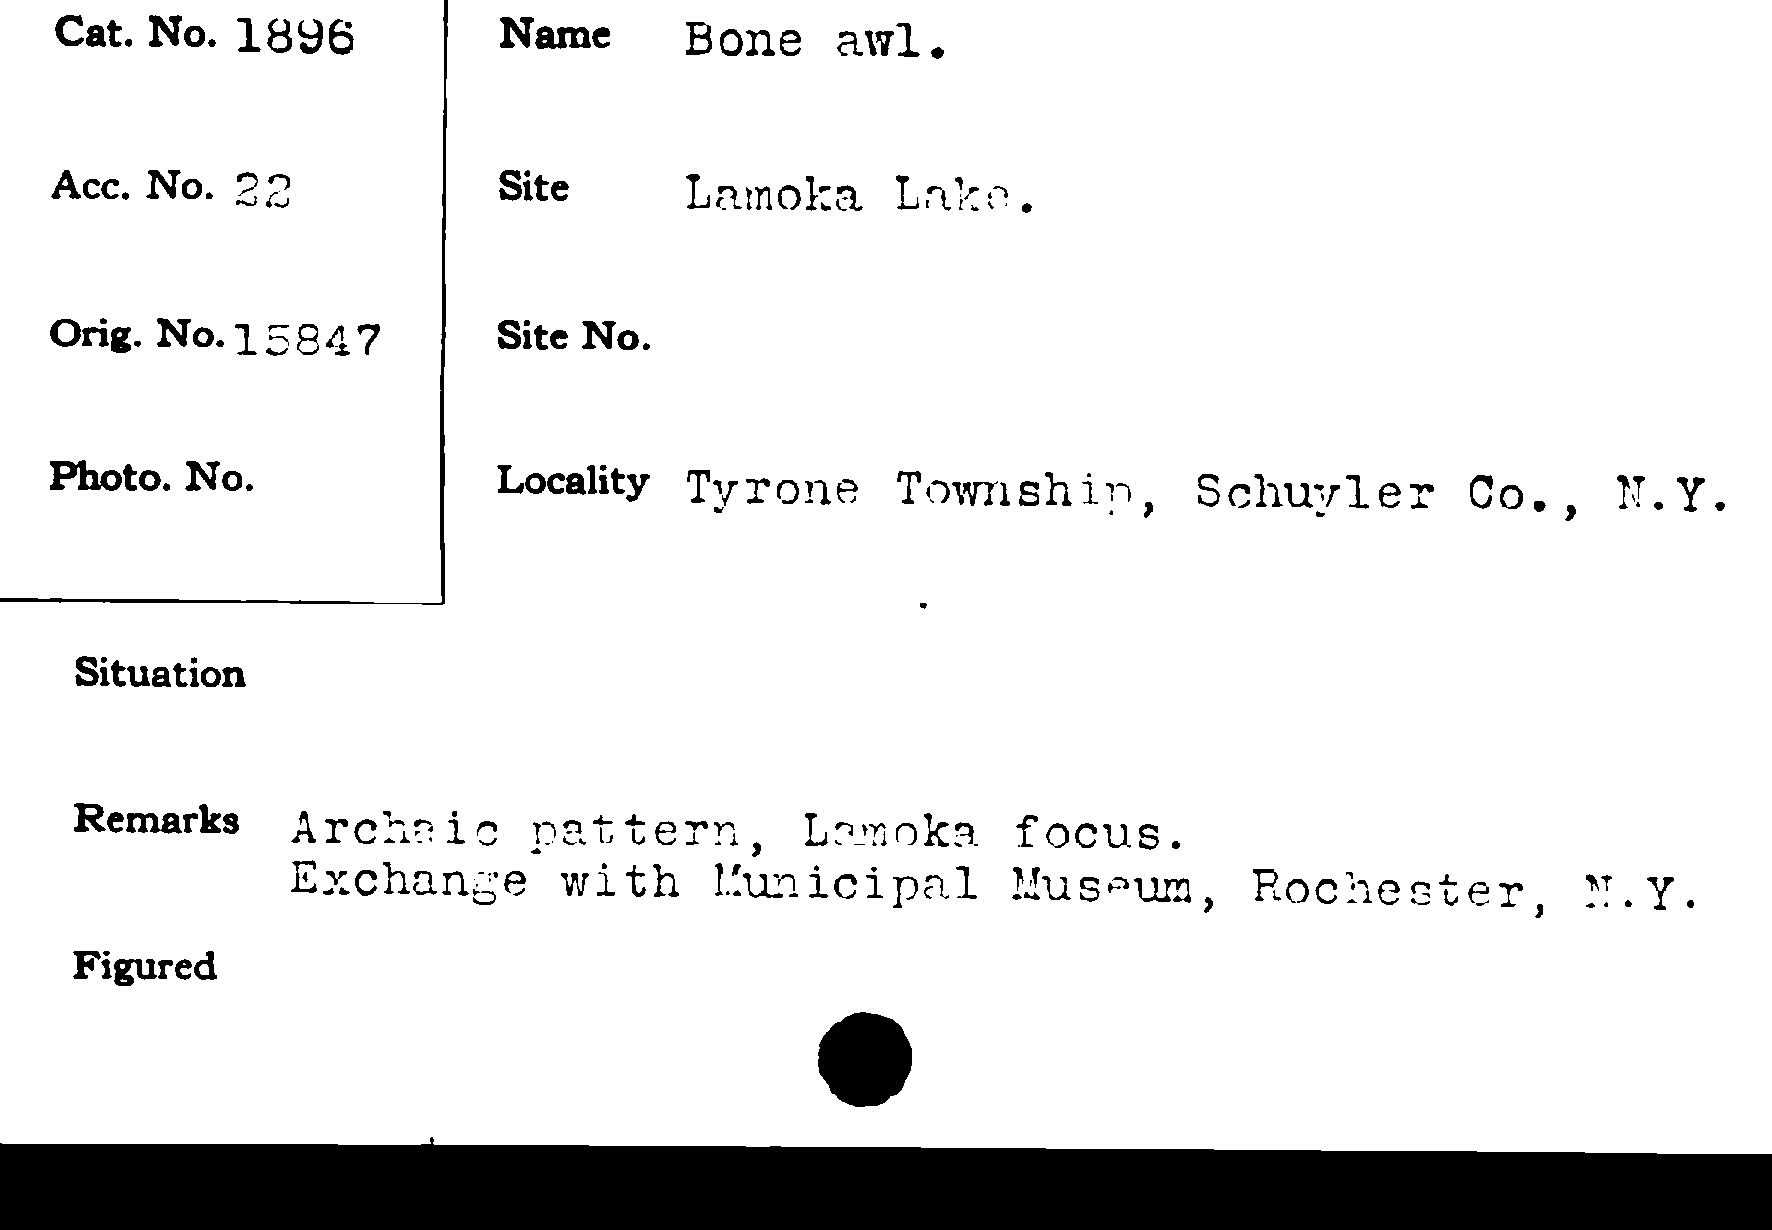 Cat. No. 1896
Name Bone awl.
Acc. No. 22
Site Lamoka Lake.
Orig. No. 15847
Site No.
Photo. No.
Locality Tyrone Township, Schuyler Co., N.Y.
Situation
Remarks Archaic pattern, Lamoka focus.
Exchange with Municipal Museum, Rochester, N.Y.
Figured